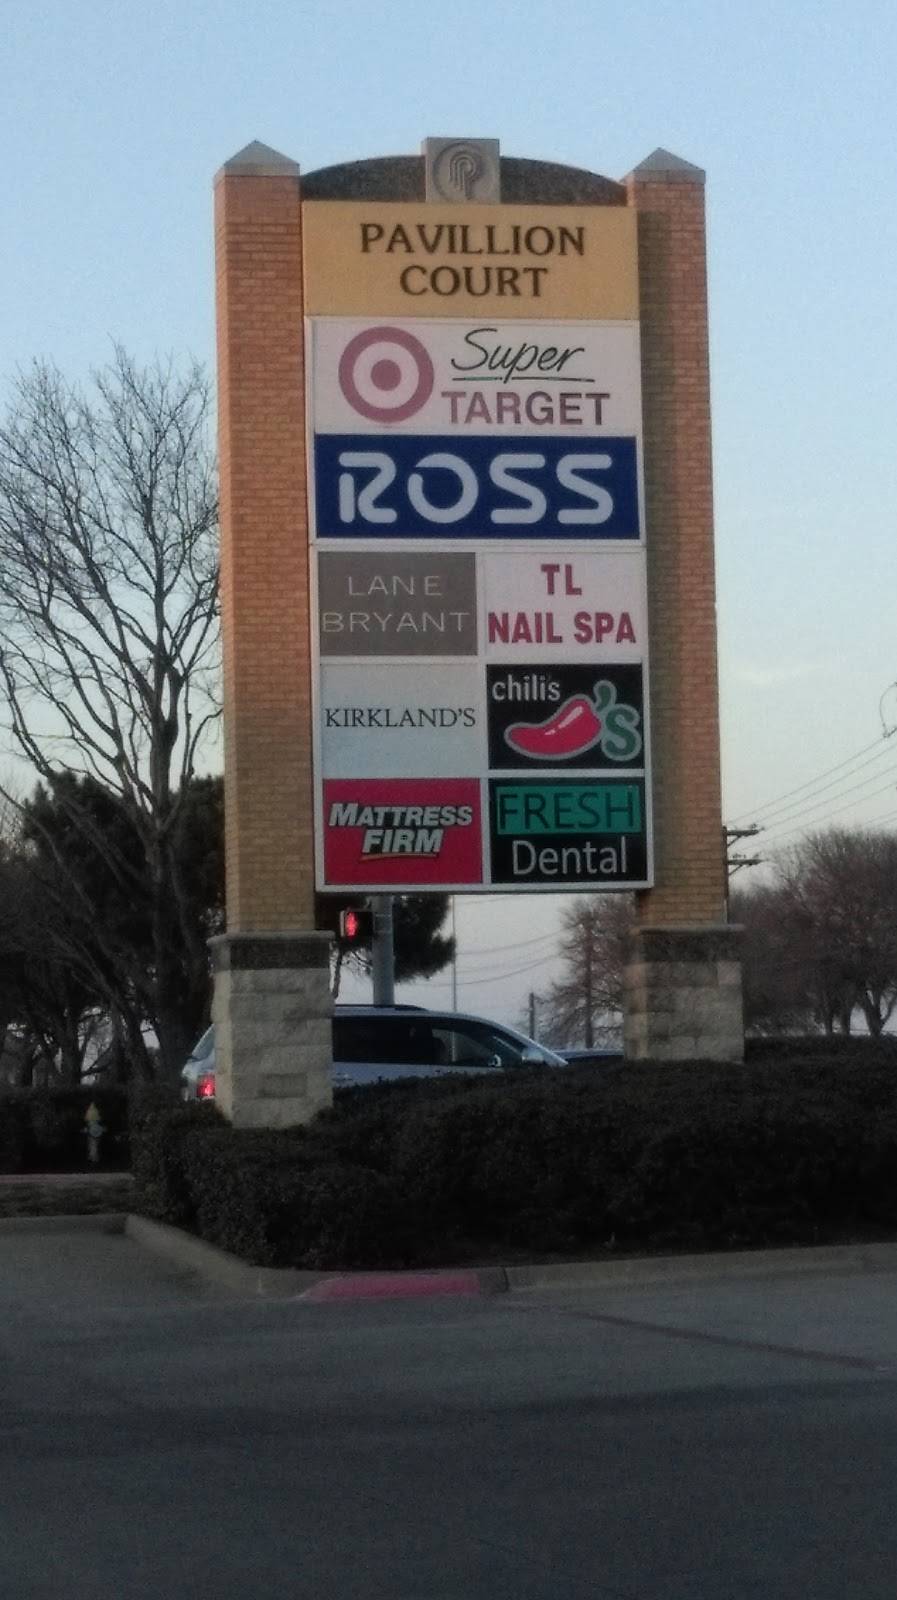 PAVILLION
COURT
Super
TARGET
ROSS
LANE
BRYANT
TL
NAIL SPA
KIRKLAND'S
chili's
'S
MATTRESS
FIRM
FRESH
Dental